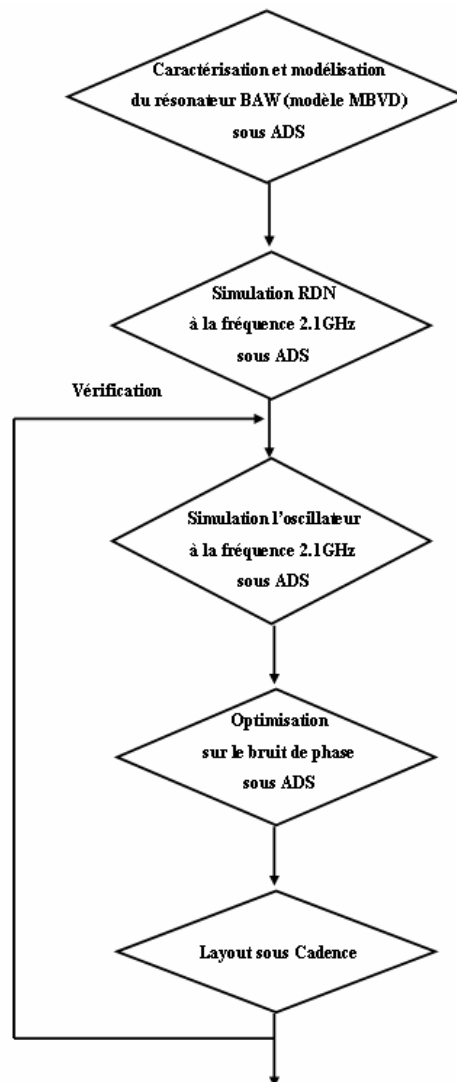 Caractérisation et modélisation
du résonateur BAW (modèle MBVD)
sous ADS
Simulation RDN
à la fréquence 2.1GHz
sous ADS
Vérification
Simulation l'oscillateur
à la fréquence 2.1GHz
sous ADS
Optimisation
sur le bruit de phase
sous ADS
Layout sous Cadence